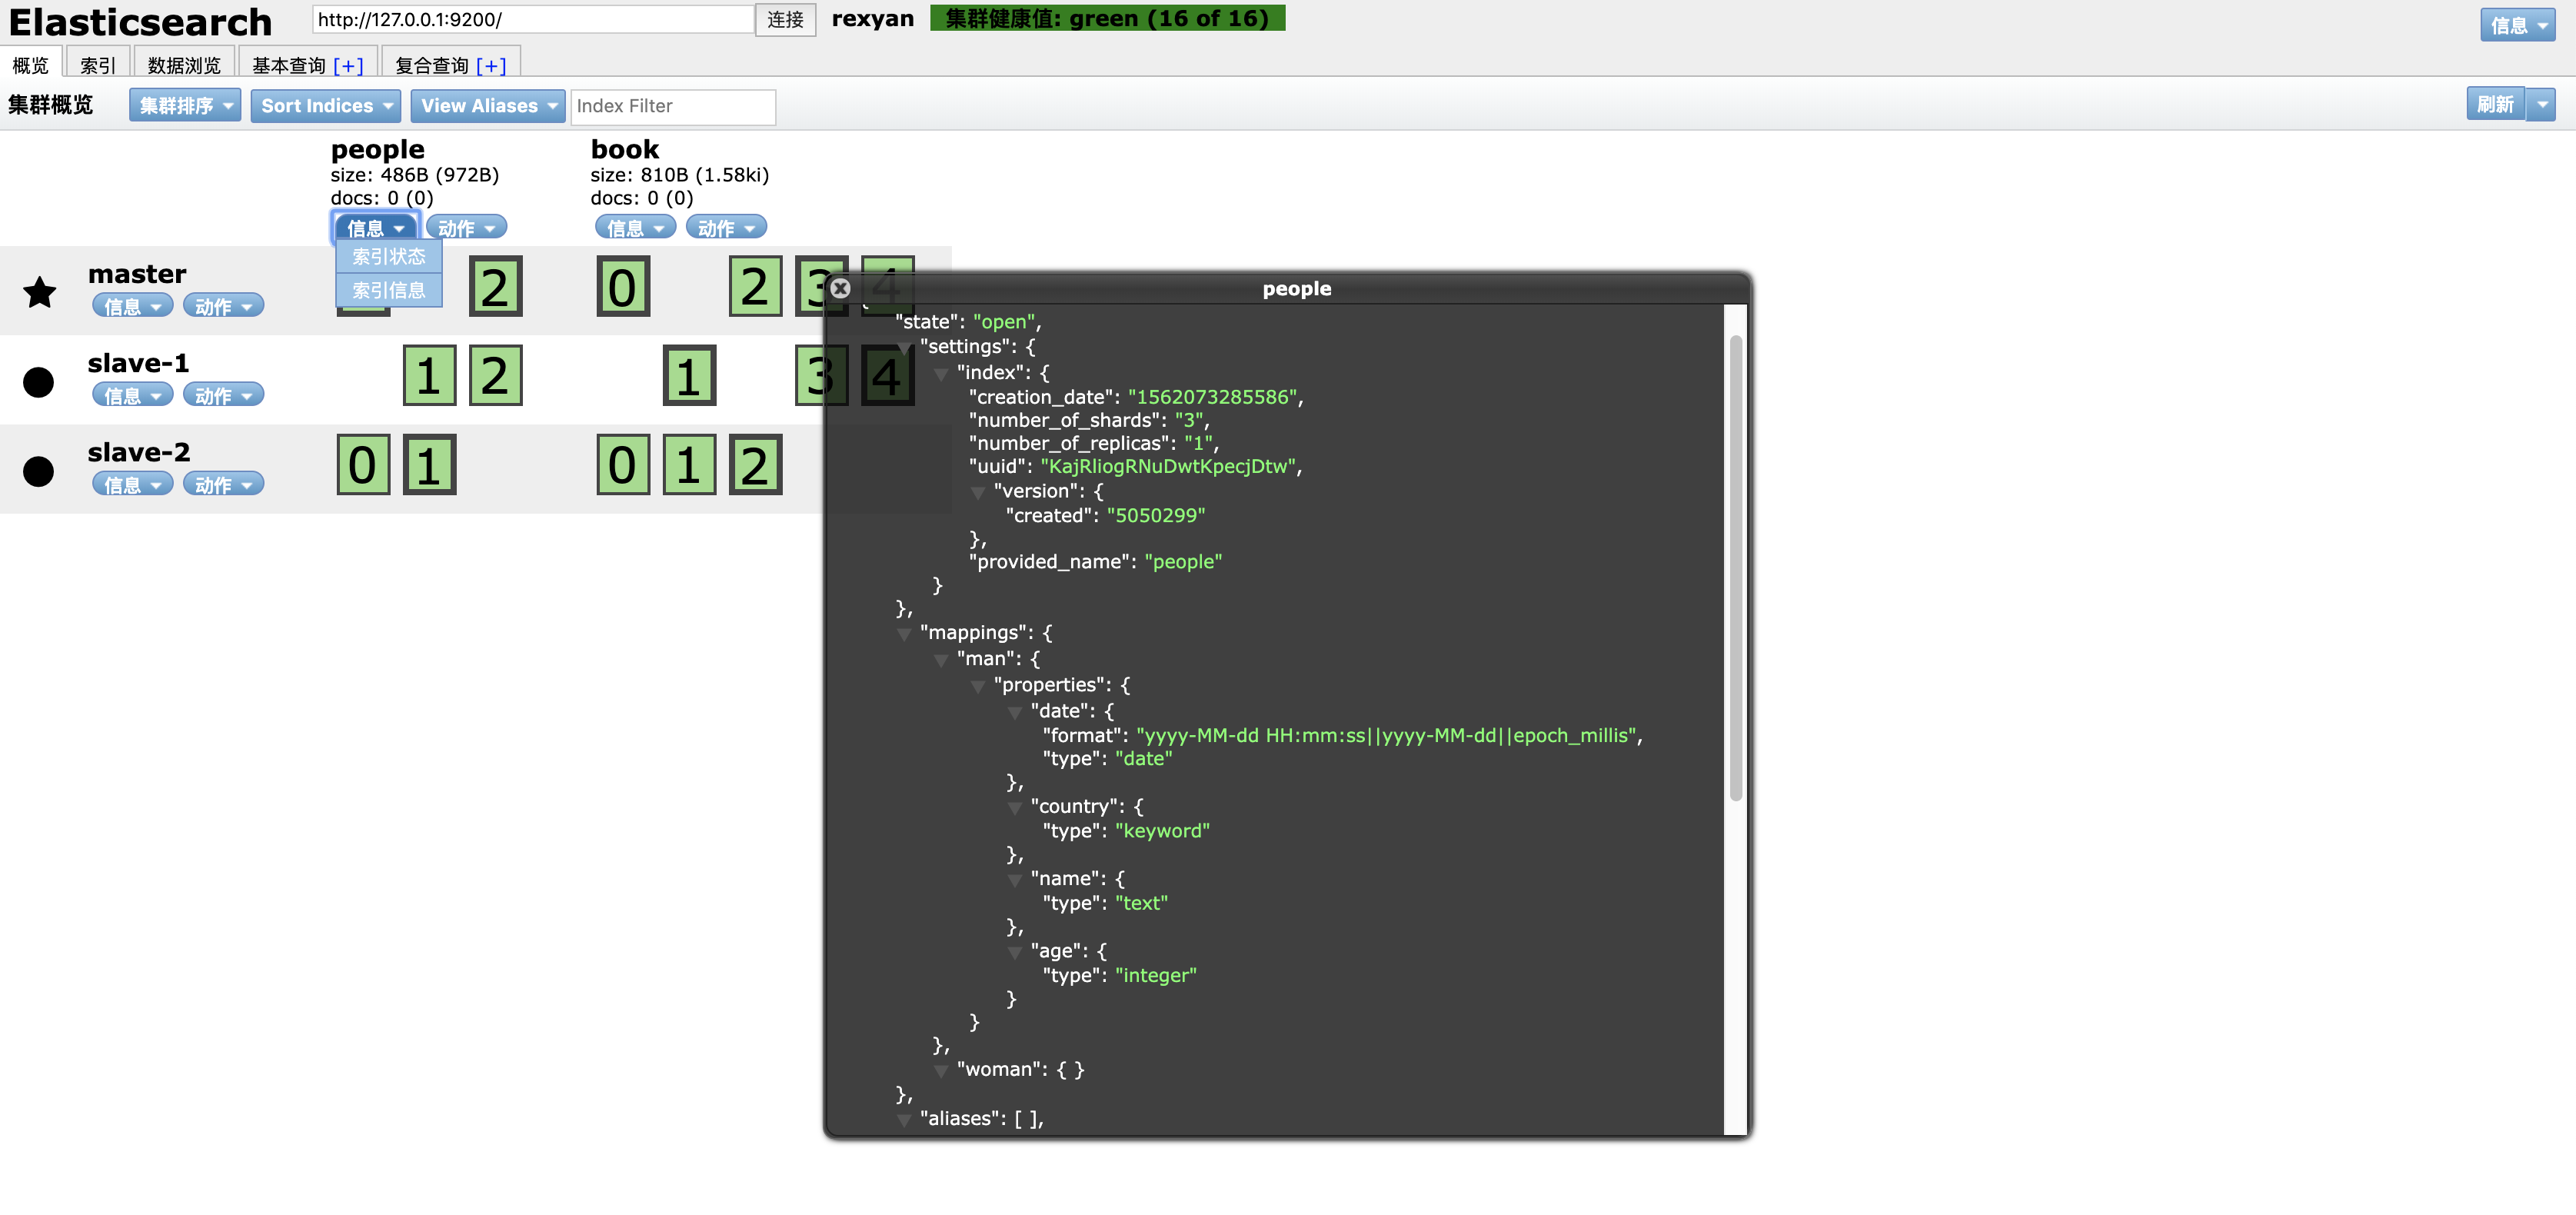 Elasticsearch
http://127.0.0.1:9200/
连接
rexyan
集群健康值: green (16 of 16)
信息
概览
索引
数据浏览
基本查询 [+]
复合查询 [+]
集群概览
集群排序
Sort Indices
View Aliases
Index Filter
刷新
people
size: 486B (972B)
docs: 0 (0)
信息
动作
book
size: 810B (1.58ki)
docs: 0 (0)
信息
动作
索引状态
索引信息
master
信息
动作
2
0
2
3
4
slave-1
信息
动作
1
2
1
3
4
slave-2
信息
动作
0
1
0
1
2
people
{
"state": "open",
"settings": {
"index": {
"creation_date": "1562073285586",
"number_of_shards": "3",
"number_of_replicas": "1",
"uuid": "KajRliogRNuDwtKpecjDtw",
"version": {
"created": "5050299"
},
"provided_name": "people"
}
},
"mappings": {
"man": {
"properties": {
"date": {
"format": "yyyy-MM-dd HH:mm:ss||yyyy-MM-dd||epoch_millis",
"type": "date"
},
"country": {
"type": "keyword"
},
"name": {
"type": "text"
},
"age": {
"type": "integer"
}
}
},
"woman": { }
},
"aliases": [ ],